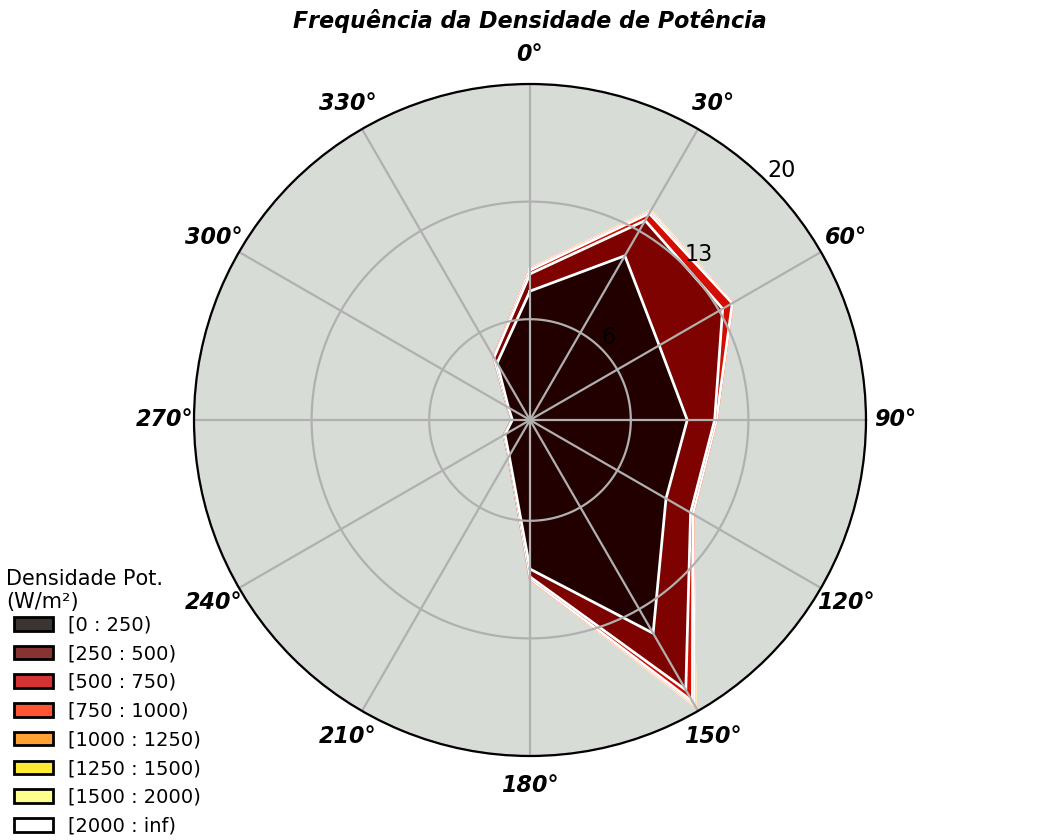 Frequência da Densidade de Potência
0°
30°
330°
20
60°
300°
13
6
90°
270°
120°
240°
150°
210°
180°
Densidade Pot.
(W/m²)
[0 : 250)
[250 : 500)
[500 : 750)
[750 : 1000)
[1000 : 1250)
[1250 : 1500)
[1500 : 2000)
[2000 : inf)